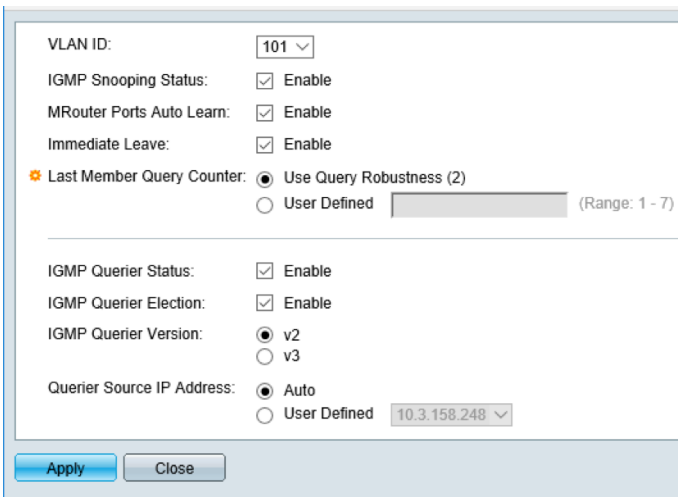 VLAN ID: 101
IGMP Snooping Status: Enable
MRouter Ports Auto Learn: Enable
Immediate Leave: Enable
Last Member Query Counter: Use Query Robustness (2)
User Defined (Range: 1 - 7)
IGMP Querier Status: Enable
IGMP Querier Election: Enable
IGMP Querier Version: v2
v3
Querier Source IP Address: Auto
User Defined 10.3.158.248
Apply Close